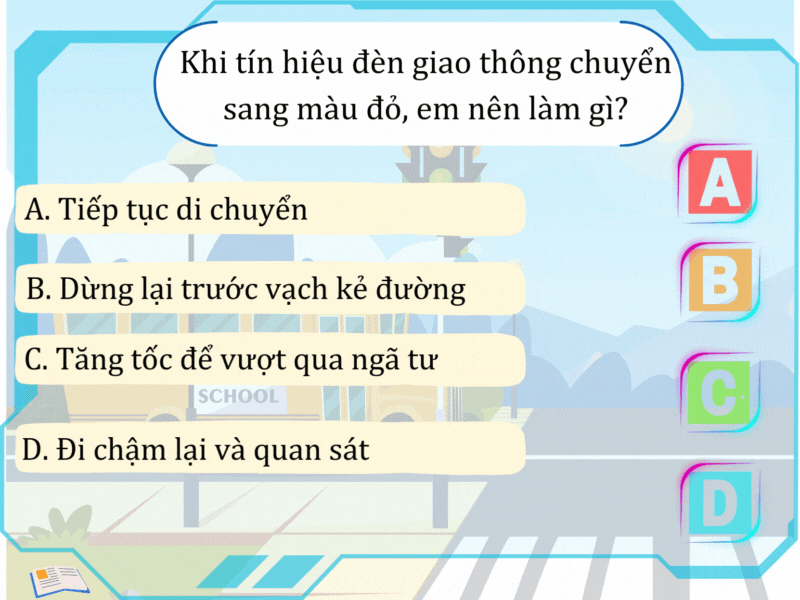 Khi tín hiệu đèn giao thông chuyển
sang màu đỏ, em nên làm gì?
A. Tiếp tục di chuyển
A
B. Dừng lại trước vạch kẻ đường
B
C. Tăng tốc để vượt qua ngã tư
C
SCHOOL
D. Đi chậm lại và quan sát
D